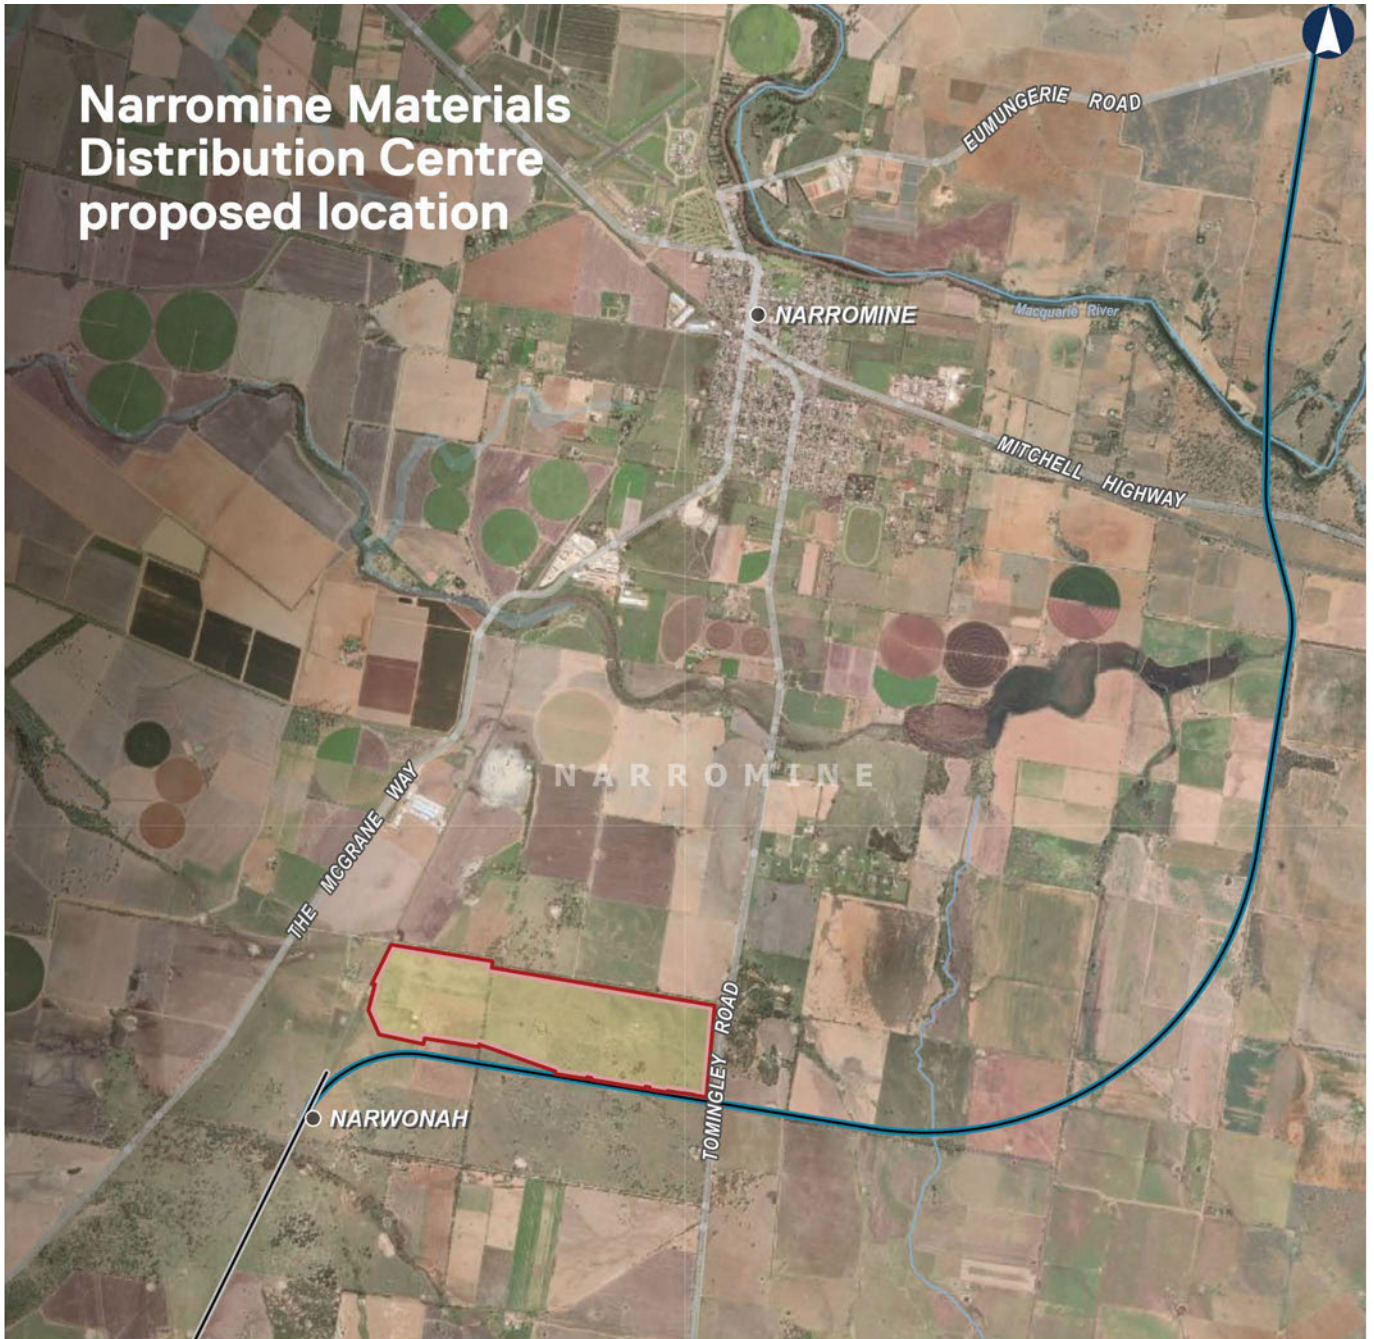 Narromine Materials
Distribution Centre
proposed location
EUMUNGERIE ROAD
NARROMINE
Macquarie River
MITCHELL HIGHWAY
NARROMINE
THE MCGRANE WAY
TOMINGLEY ROAD
NARWONAH